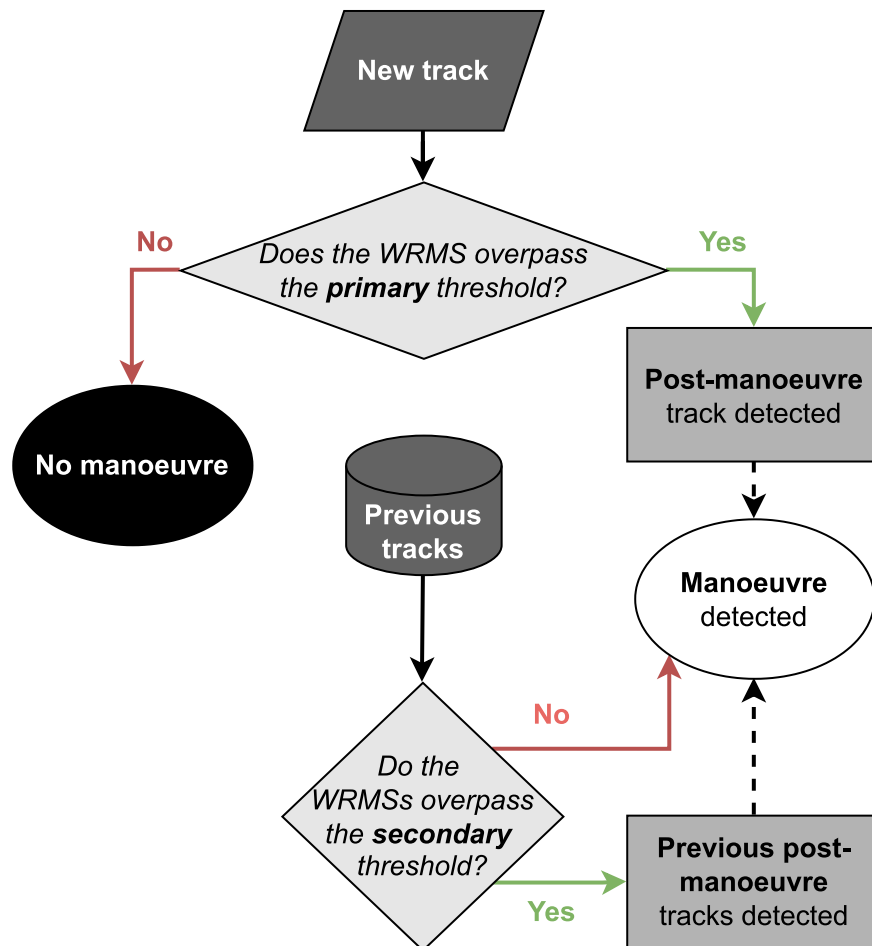 New track
No
Yes
Does the WRMS overpass
the primary threshold?
Post-manoeuvre
track detected
No manoeuvre
Previous
tracks
Manoeuvre
detected
No
Do the
WRMSs overpass
the secondary
threshold?
Yes
Previous post-
manoeuvre
tracks detected